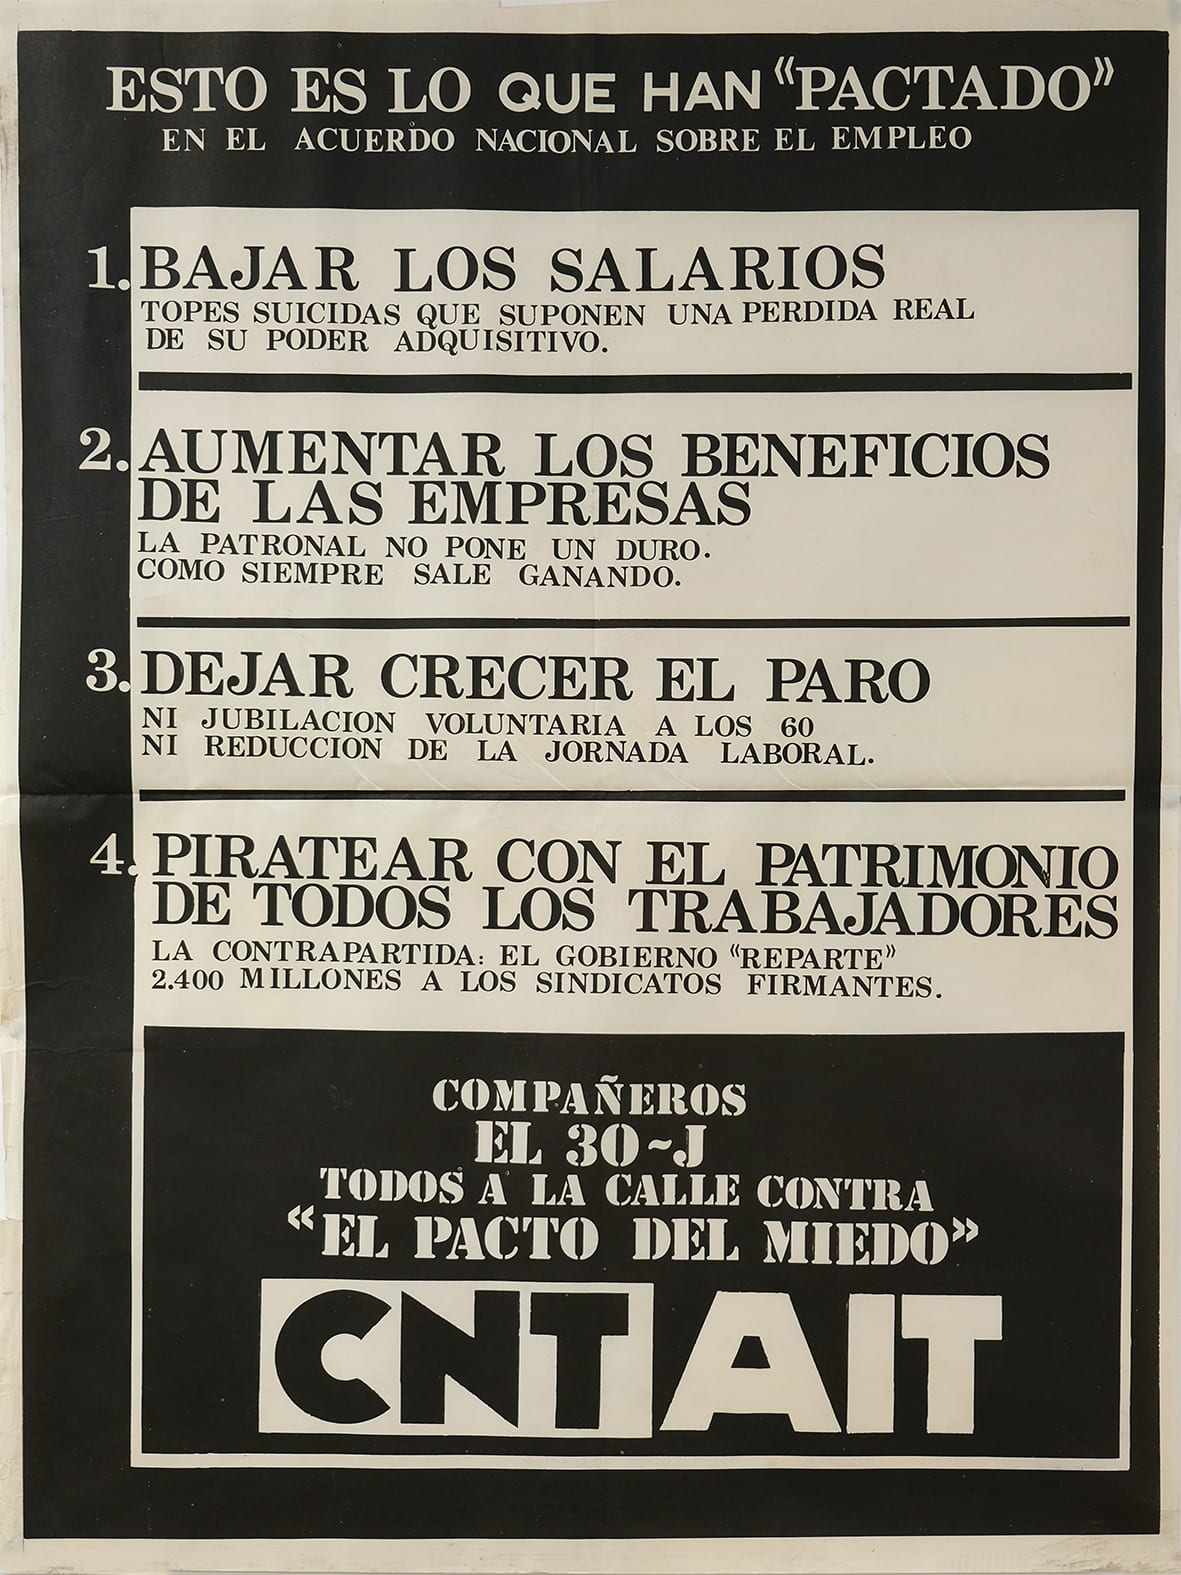 ESTO ES LO QUE HAN “PACTADO”
EN EL ACUERDO NACIONAL SOBRE EL EMPLEO
1. BAJAR LOS SALARIOS
TOPES SUICIDAS QUE SUPONEN UNA PERDIDA REAL
DE SU PODER ADQUISITIVO.
2. AUMENTAR LOS BENEFICIOS
DE LAS EMPRESAS
LA PATRONAL NO PONE UN DURO.
COMO SIEMPRE SALE GANANDO.
3. DEJAR CRECER EL PARO
NI JUBILACION VOLUNTARIA A LOS 60
NI REDUCCION DE LA JORNADA LABORAL.
4. PIRATEAR CON EL PATRIMONIO
DE TODOS LOS TRABAJADORES
LA CONTRAPARTIDA: EL GOBIERNO “REPARTE”
2.400 MILLONES A LOS SINDICATOS FIRMANTES.
COMPAÑEROS
EL 30-J
TODOS A LA CALLE CONTRA
“EL PACTO DEL MIEDO”
CNT AIT